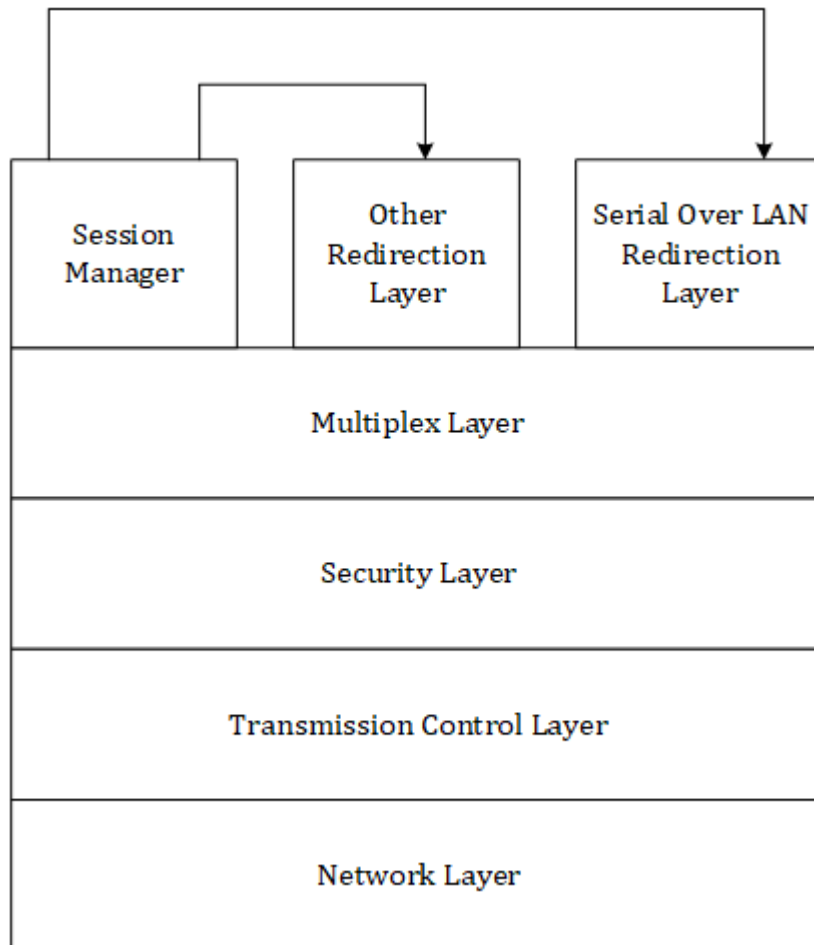 Session
Manager
Other
Redirection
Layer
Serial Over LAN
Redirection
Layer
Multiplex Layer
Security Layer
Transmission Control Layer
Network Layer